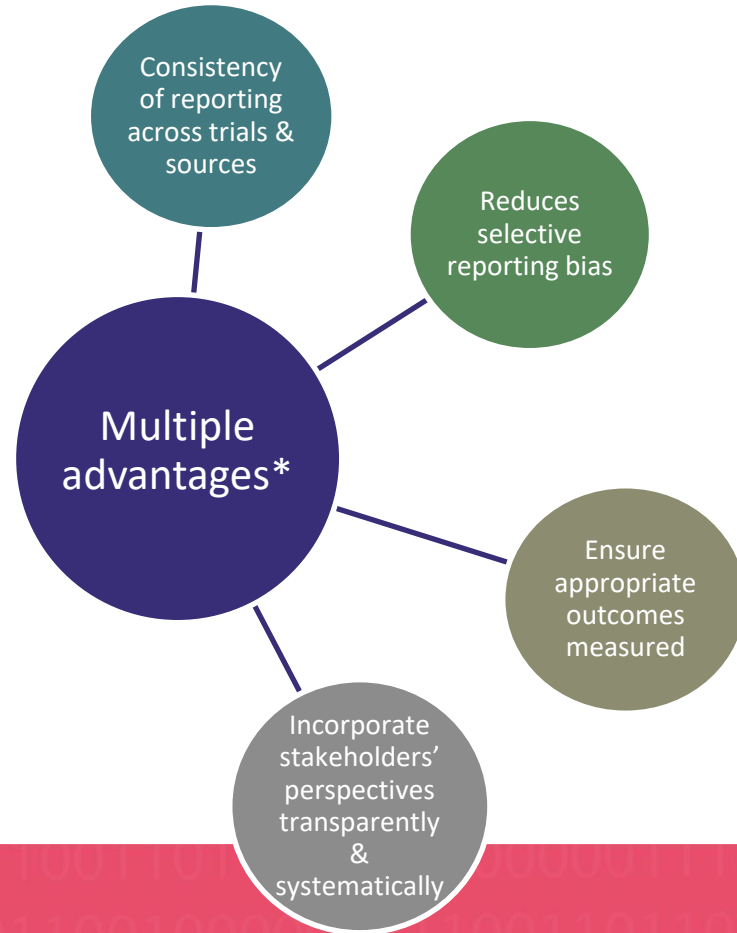 Consistency
of reporting
across trials &
sources
Reduces
selective
reporting bias
Multiple
advantages*
Ensure
appropriate
outcomes
measured
Incorporate
stakeholders’
perspectives
transparently
&
systematically